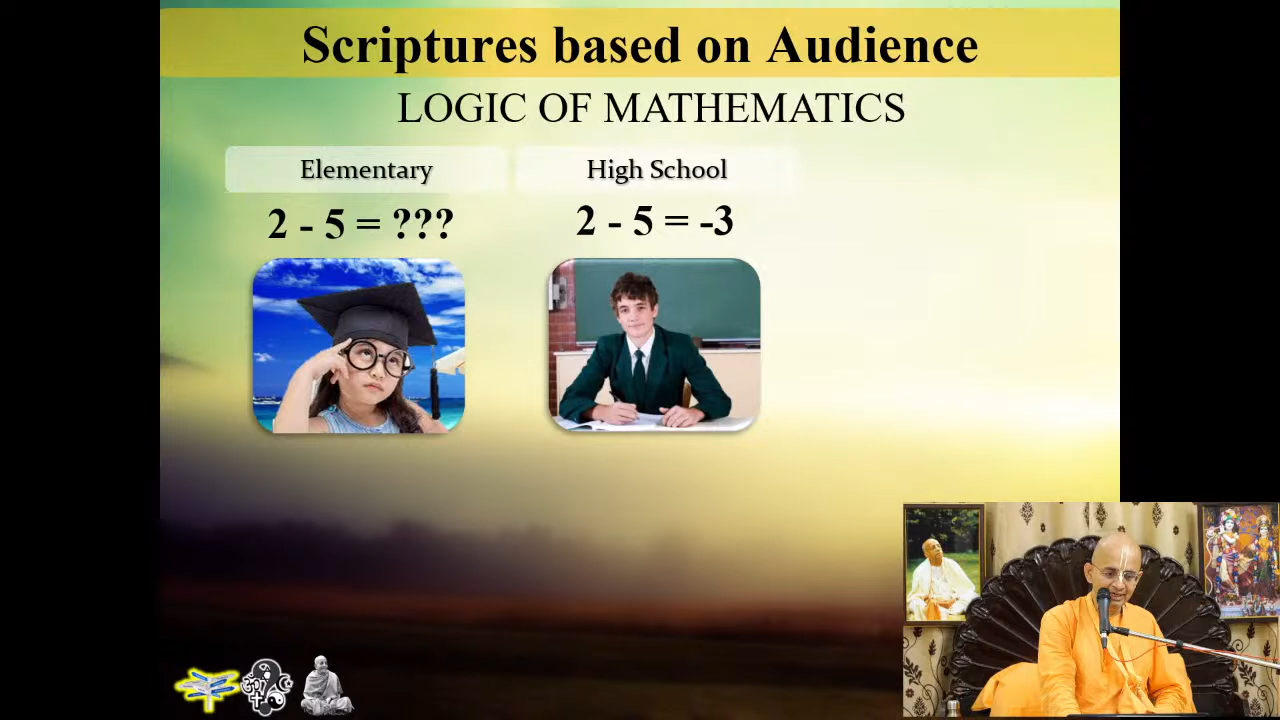 Scriptures based on Audience
LOGIC OF MATHEMATICS
Elementary
High School
2 - 5 = ???
2 - 5 = -3